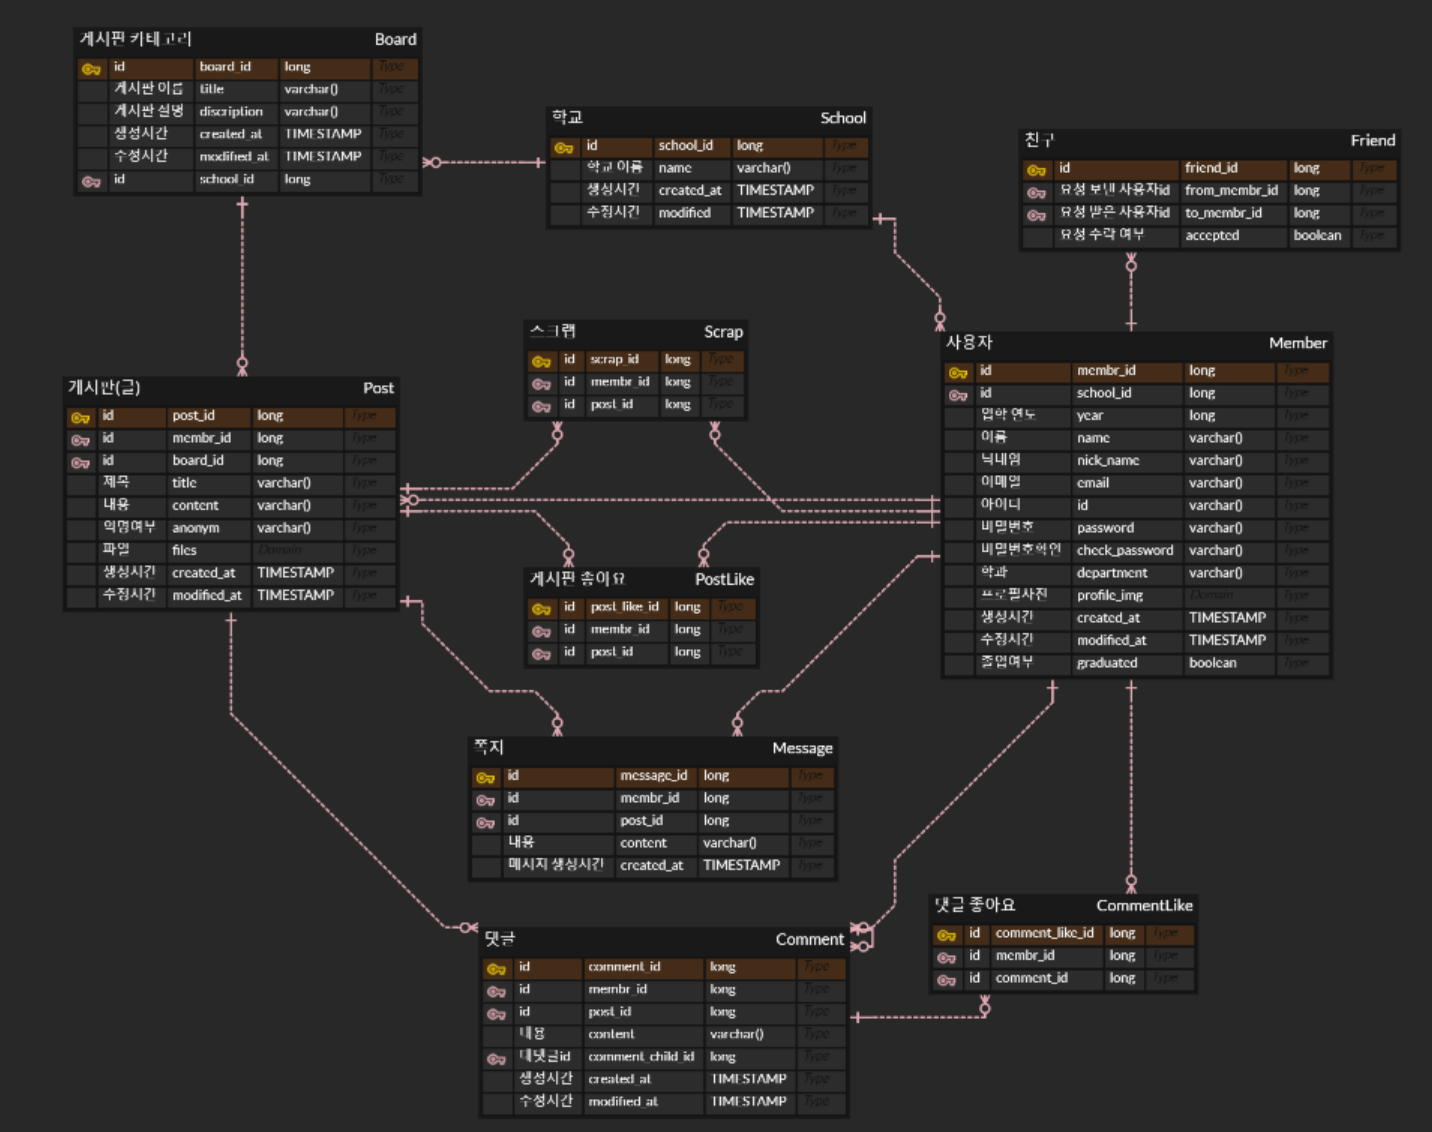 게시판 카테고리 Board
id board_id long Type
게시판 이름 title varchar() Type
게시판 설명 discription varchar() Type
생성시간 created_at TIMESTAMP Type
수정시간 modified_at TIMESTAMP Type
id school_id long Type
학교 School
id school_id long Type
학교 이름 name varchar() Type
생성시간 created_at TIMESTAMP Type
수정시간 modified TIMESTAMP Type
친구 Friend
id friend_id long Type
요청 보낸 사용자id from_membr_id long Type
요청 받은 사용자id to_membr_id long Type
요청 수락 여부 accepted boolean Type
스크랩 Scrap
id scrap_id long Type
id membr_id long Type
id post_id long Type
사용자 Member
id membr_id long Type
id school_id long Type
입학 연도 year long Type
이름 name varchar() Type
닉네임 nick_name varchar() Type
이메일 email varchar() Type
아이디 id varchar() Type
비밀번호 password varchar() Type
비밀번호확인 check_password varchar() Type
학과 department varchar() Type
프로필사진 profile_img Domain Type
생성시간 created_at TIMESTAMP Type
수정시간 modified_at TIMESTAMP Type
졸업여부 graduated boolean Type
게시판(글) Post
id post_id long Type
id membr_id long Type
id board_id long Type
제목 title varchar() Type
내용 content varchar() Type
익명여부 anonym varchar() Type
파일 files Domain Type
생성시간 created_at TIMESTAMP Type
수정시간 modified_at TIMESTAMP Type
게시판 좋아요 PostLike
id post_like_id long Type
id membr_id long Type
id post_id long Type
쪽지 Message
id message_id long Type
id membr_id long Type
id post_id long Type
내용 content varchar() Type
메시지 생성시간 created_at TIMESTAMP Type
댓글 Comment
id comment_id long Type
id membr_id long Type
id post_id long Type
내용 content varchar() Type
대댓글id comment_child_id long Type
생성시간 created_at TIMESTAMP Type
수정시간 modified_at TIMESTAMP Type
댓글 좋아요 CommentLike
id comment_like_id long Type
id membr_id long Type
id comment_id long Type